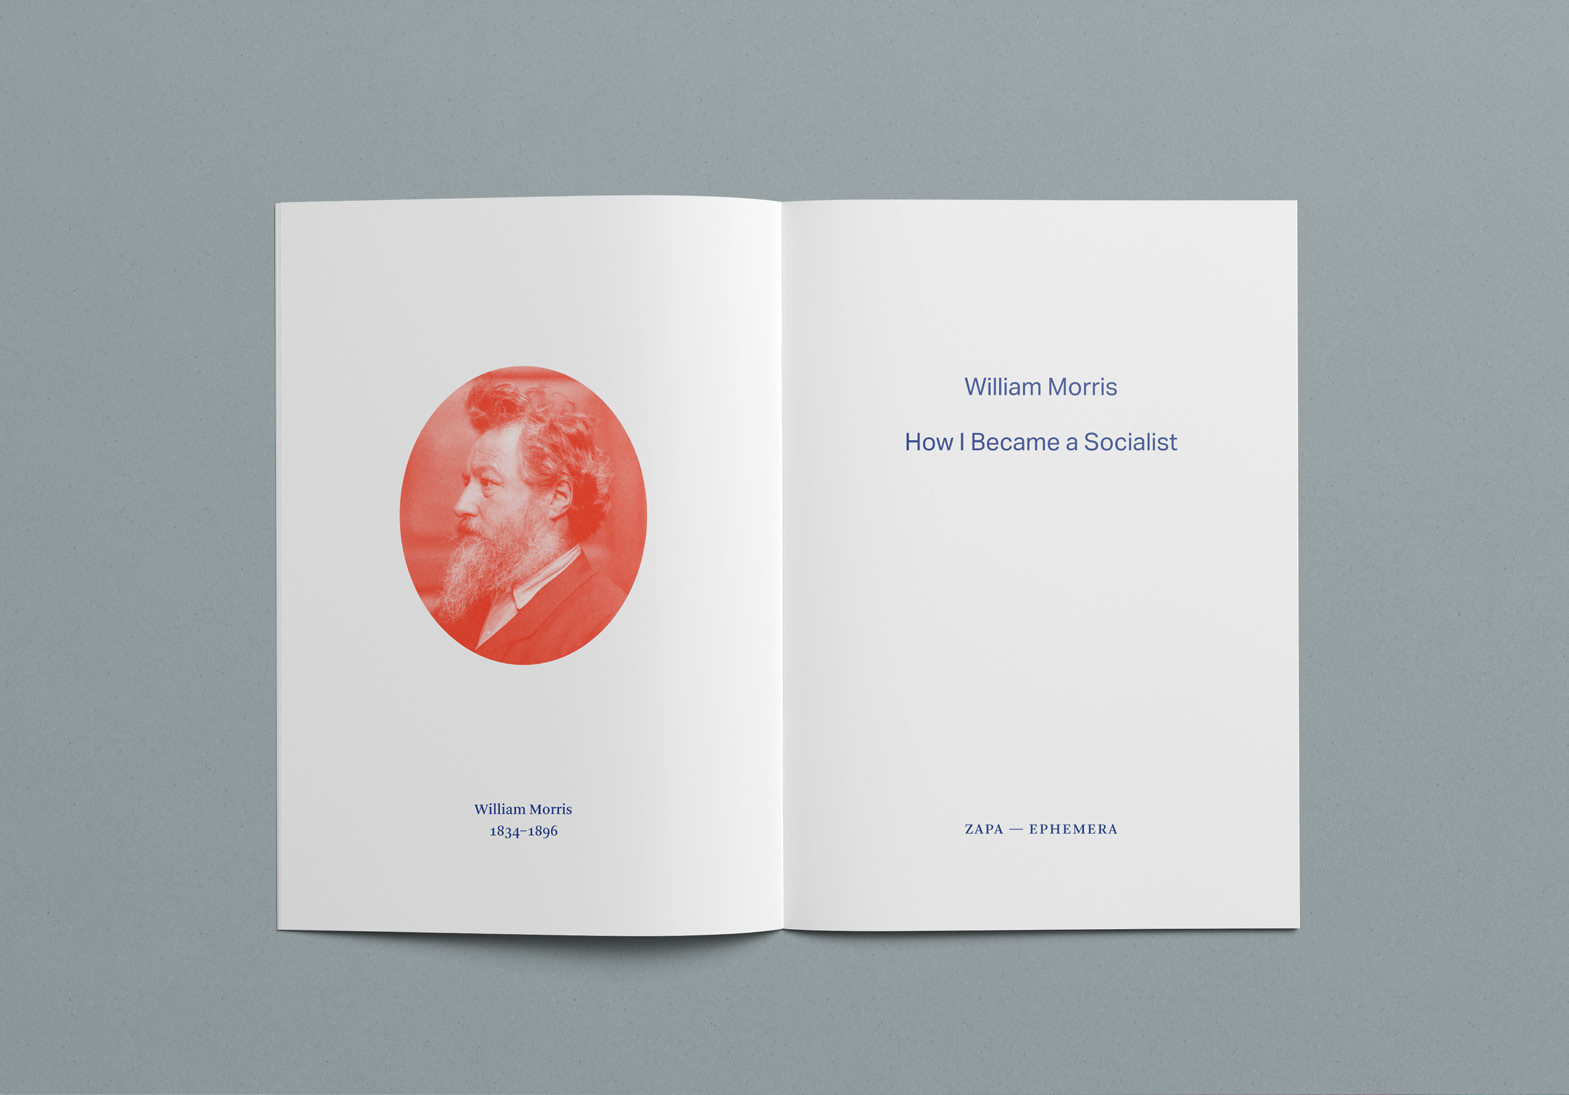 William Morris
1834–1896
William Morris
How I Became a Socialist
ZAPA — EPHEMERA